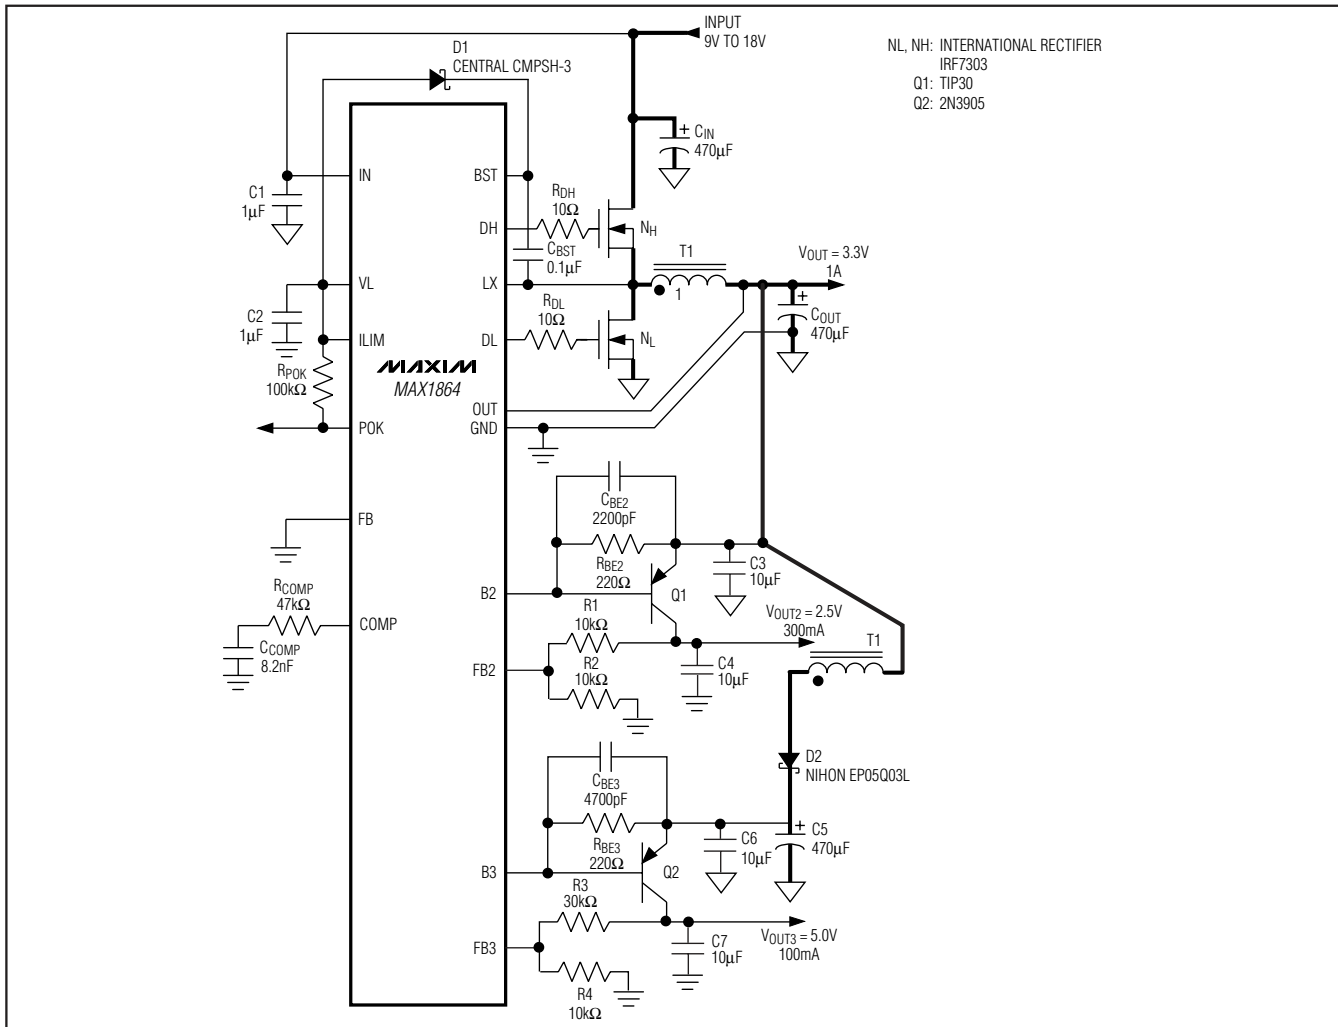 INPUT
9V TO 18V
NL, NH: INTERNATIONAL RECTIFIER
IRF7303
Q1: TIP30
Q2: 2N3905
D1
CENTRAL CMPSH-3
CIN
470µF
IN
BST
C1
1µF
RDH
10Ω
DH
NH
CBST
0.1µF
T1
VOUT = 3.3V
1A
VL
LX
1
C2
1µF
RDL
10Ω
COUT
470µF
ILIM
DL
NL
MAXIM
MAX1864
RPOK
100kΩ
OUT
POK
GND
CBE2
2200pF
FB
RBE2
220Ω
C3
10µF
RCOMP
47kΩ
B2
Q1
COMP
R1
10kΩ
VOUT2 = 2.5V
300mA
T1
CCOMP
8.2nF
FB2
R2
10kΩ
C4
10µF
D2
NIHON EP05Q03L
CBE3
4700pF
RBE3
220Ω
C6
10µF
C5
470µF
B3
Q2
R3
30kΩ
FB3
C7
10µF
VOUT3 = 5.0V
100mA
R4
10kΩ